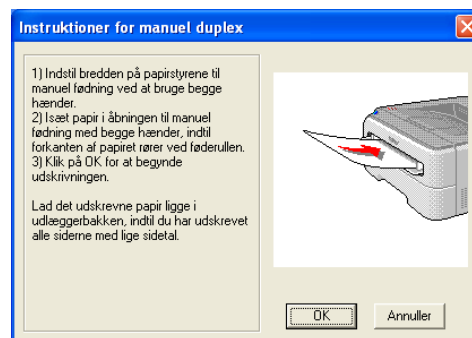 Instruktioner for manuel duplex
1) Indstil bredden på papirstyrene til
manuel fødning ved at bruge begge
hænder.
2) Isæt papir i åbningen til manuel
fødning med begge hænder, indtil
forkanten af papiret rører ved føderullen.
3) Klik på OK for at begynde
udskrivningen.
Lad det udskrevne papir ligge i
udlæggerbakken, indtil du har udskrevet
alle siderne med lige sidetal.
OK
Annuller